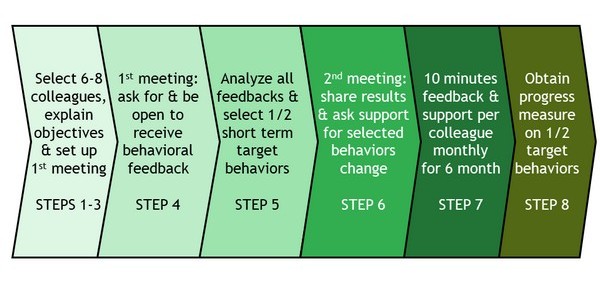 Select 6-8
colleagues,
explain
objectives
& set up
1st meeting
STEPS 1-3
1st meeting:
ask for & be
open to
receive
behavioral
feedback
STEP 4
Analyze all
feedbacks &
select 1/2
short term
target
behaviors
STEP 5
2nd meeting:
share results
& ask support
for selected
behaviors
change
STEP 6
10 minutes
feedback &
support per
colleague
monthly
for 6 month
STEP 7
Obtain
progress
measure
on 1/2
target
behaviors
STEP 8